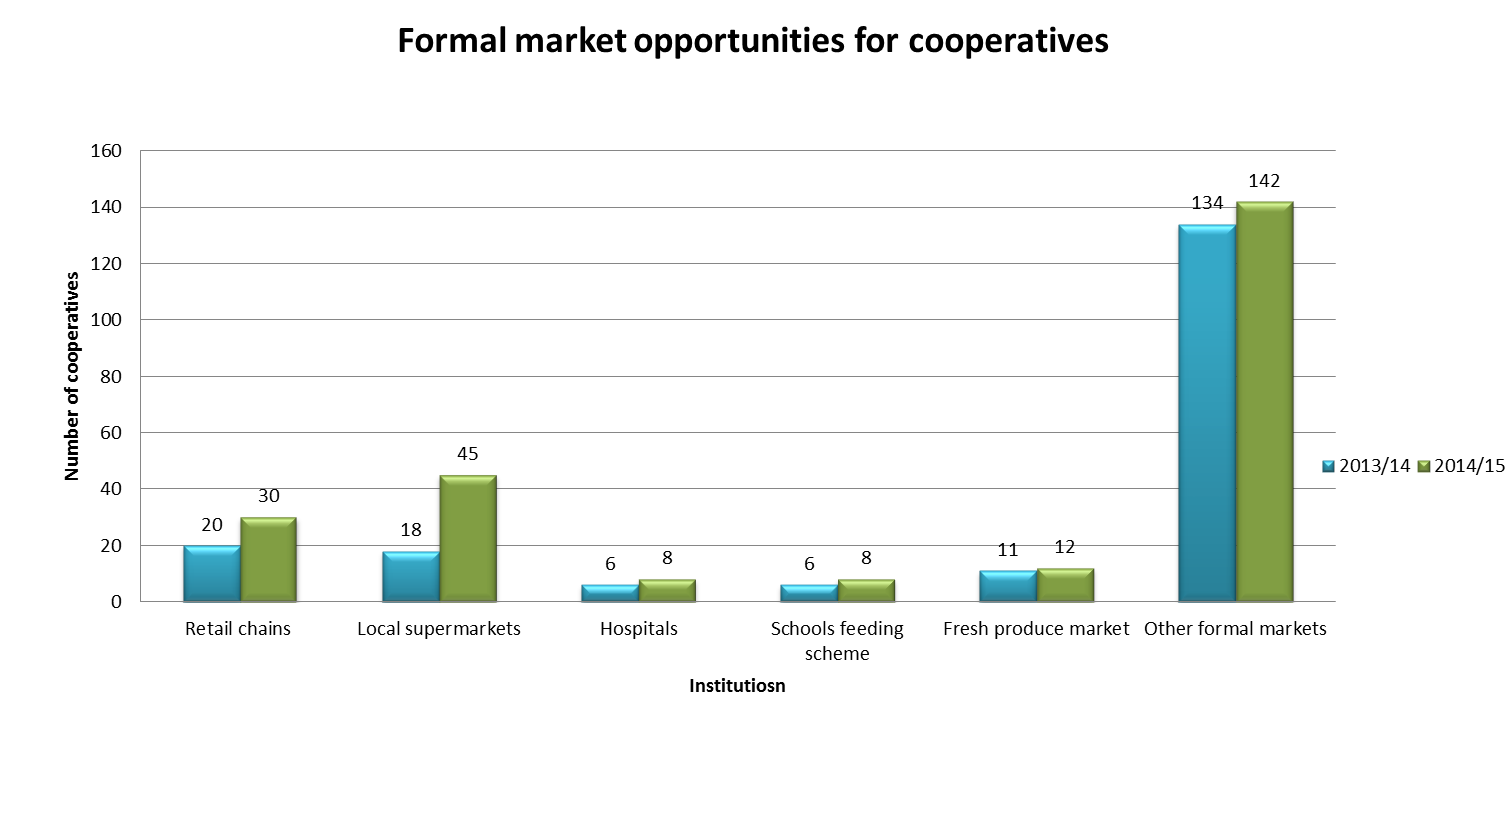 Formal market opportunities for cooperatives
Number of cooperatives
160
140
120
100
80
60
40
20
0
20
30
18
45
6
8
6
8
11
12
134
142
Retail chains
Local supermarkets
Hospitals
Schools feeding
scheme
Fresh produce market
Other formal markets
Institutiosn
2013/14
2014/15